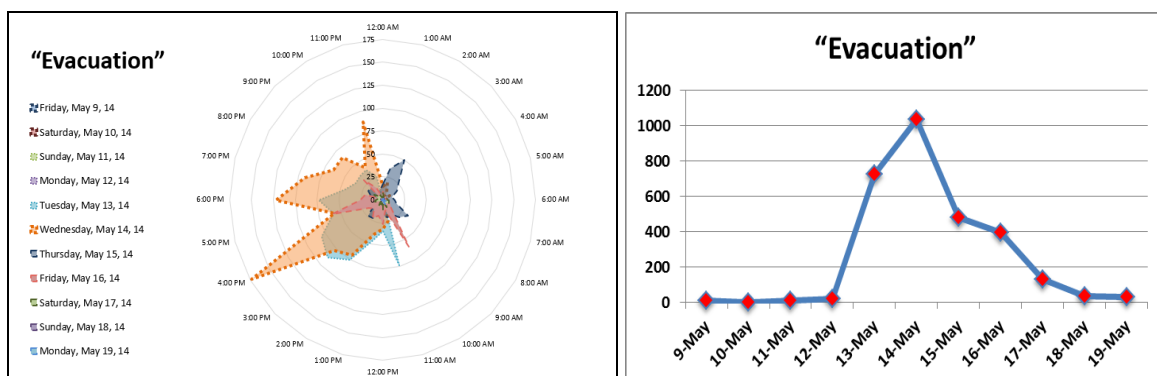 “Evacuation”
Friday, May 9, 14
Saturday, May 10, 14
Sunday, May 11, 14
Monday, May 12, 14
Tuesday, May 13, 14
Wednesday, May 14, 14
Thursday, May 15, 14
Friday, May 16, 14
Saturday, May 17, 14
Sunday, May 18, 14
Monday, May 19, 14
12:00 AM
1:00 AM
2:00 AM
3:00 AM
4:00 AM
5:00 AM
6:00 AM
7:00 AM
8:00 AM
9:00 AM
10:00 AM
11:00 AM
12:00 PM
1:00 PM
2:00 PM
3:00 PM
4:00 PM
5:00 PM
6:00 PM
7:00 PM
8:00 PM
9:00 PM
10:00 PM
11:00 PM
175
150
125
100
75
50
25
0
“Evacuation”
1200
1000
800
600
400
200
0
9-May
10-May
11-May
12-May
13-May
14-May
15-May
16-May
17-May
18-May
19-May